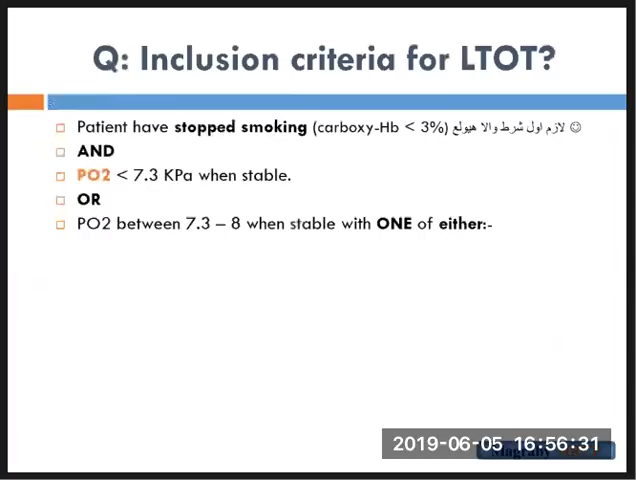 Q: Inclusion criteria for LTOT?
Patient have stopped smoking (carboxy-Hb < 3%) لازم اول شرط والا هيولع ☺
AND
PO2 < 7.3 KPa when stable.
OR
PO2 between 7.3 – 8 when stable with ONE of either:-
2019-06-05 16:56:31